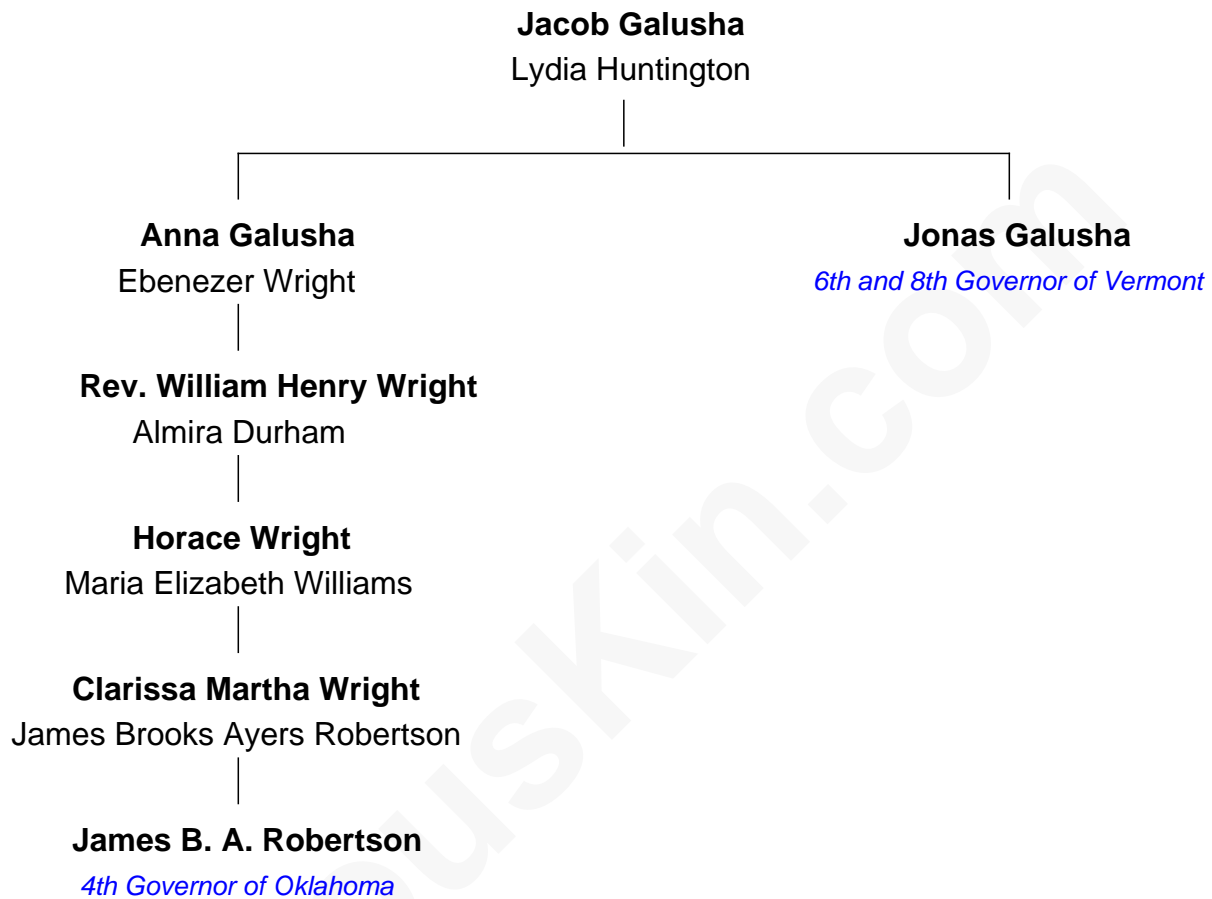 Jacob Galusha
Lydia Huntington
Anna Galusha
Ebenezer Wright
Jonas Galusha
6th and 8th Governor of Vermont
Rev. William Henry Wright
Almira Durham
Horace Wright
Maria Elizabeth Williams
Clarissa Martha Wright
James Brooks Ayers Robertson
James B. A. Robertson
4th Governor of Oklahoma
ousKin.com